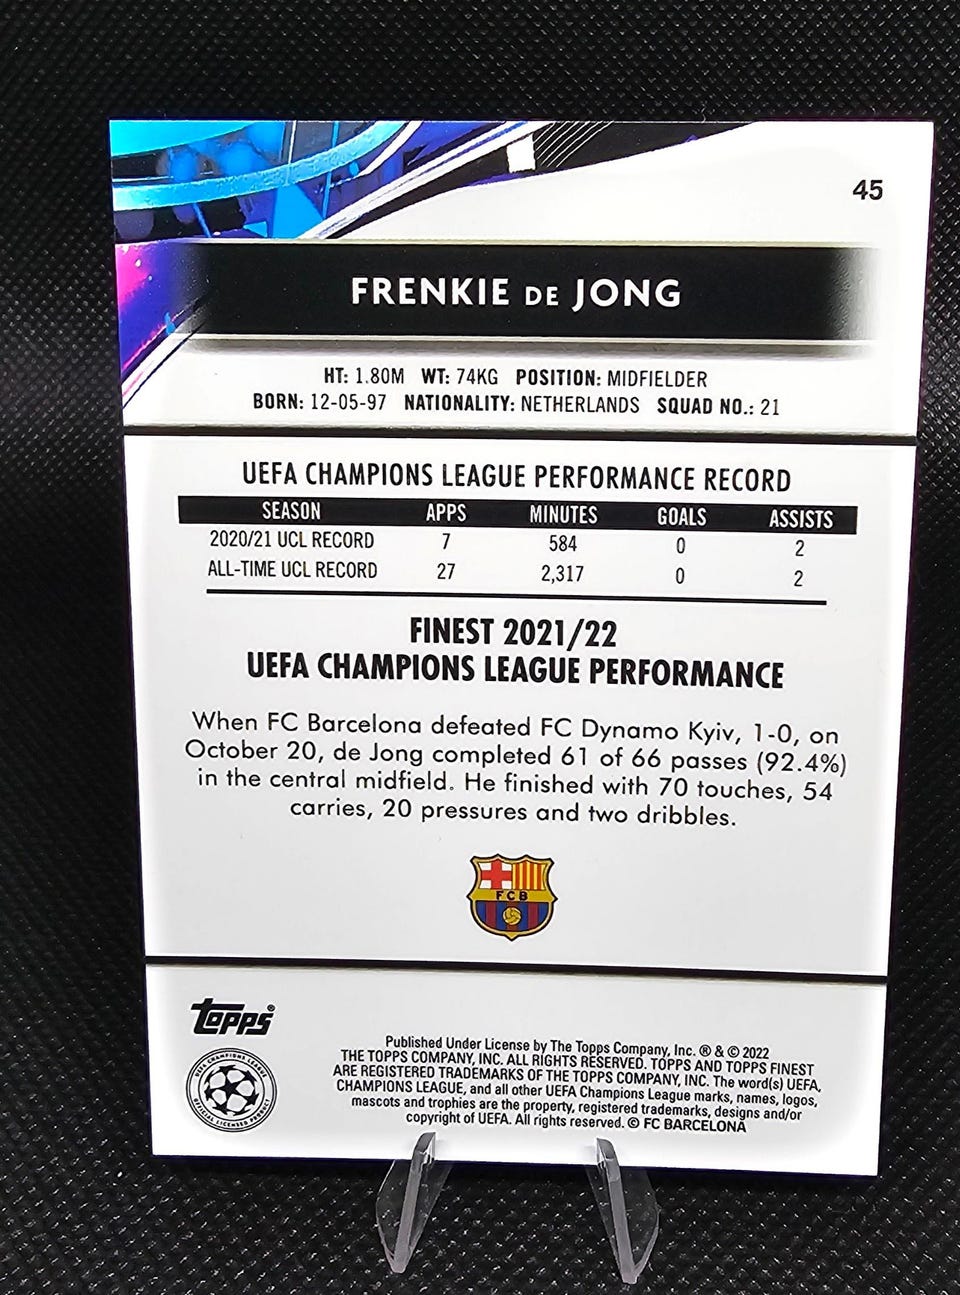 45
FRENKIE DE JONG
HT: 1.80M WT: 74KG POSITION: MIDFIELDER
BORN: 12-05-97 NATIONALITY: NETHERLANDS SQUAD NO.: 21
UEFA CHAMPIONS LEAGUE PERFORMANCE RECORD
SEASON APPS MINUTES GOALS ASSISTS
2020/21 UCL RECORD 7 584 0 2
ALL-TIME UCL RECORD 27 2,317 0 2
FINEST 2021/22
UEFA CHAMPIONS LEAGUE PERFORMANCE
When FC Barcelona defeated FC Dynamo Kyiv, 1-0, on
October 20, de Jong completed 61 of 66 passes (92.4%)
in the central midfield. He finished with 70 touches, 54
carries, 20 pressures and two dribbles.
FCB
Topps®
UEFA CHAMPIONS LEAGUE
OFFICIAL LICENSED PRODUCT
Published Under License by The Topps Company, Inc. ® & © 2022
THE TOPPS COMPANY, INC. ALL RIGHTS RESERVED. TOPPS AND TOPPS FINEST
ARE REGISTERED TRADEMARKS OF THE TOPPS COMPANY, INC. The word(s) UEFA,
CHAMPIONS LEAGUE, and all other UEFA Champions League marks, names, logos,
mascots and trophies are the property, registered trademarks, designs and/or
copyright of UEFA. All rights reserved. © FC BARCELONA